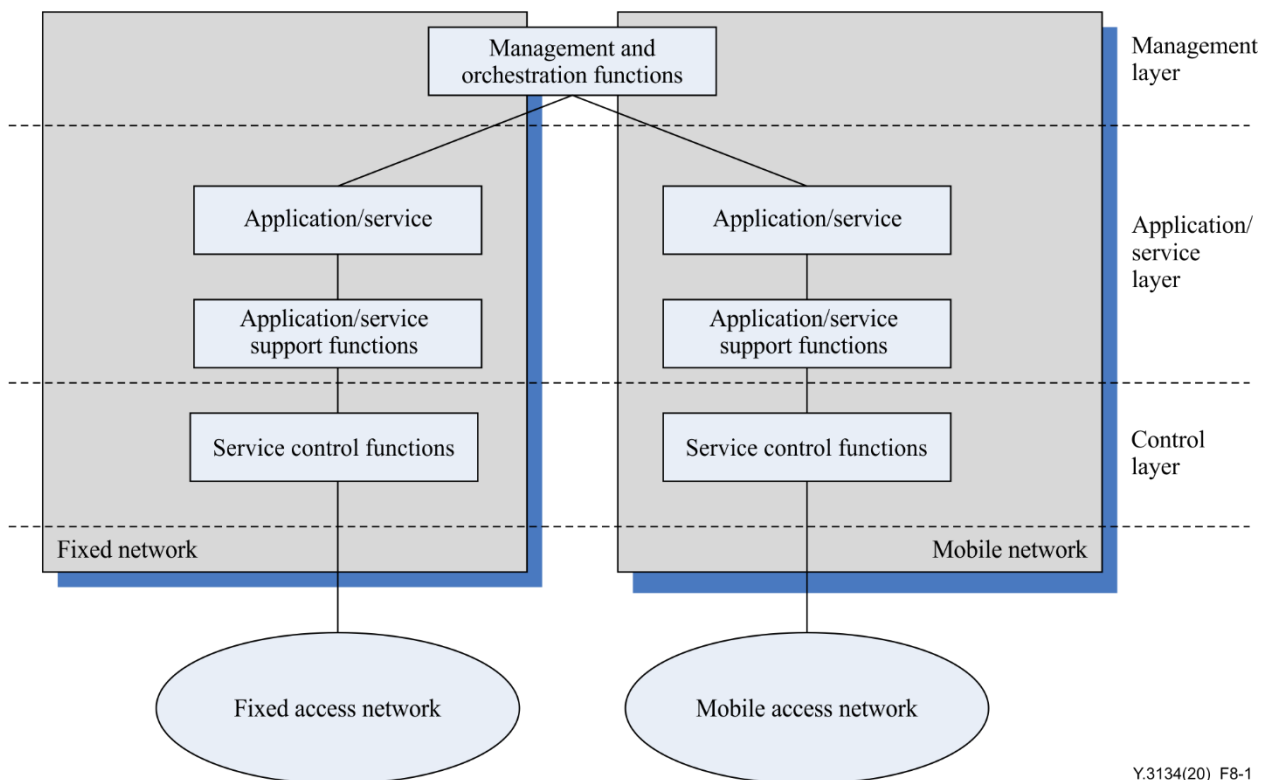 Management and
orchestration functions
Management
layer
Application/service
Application/service
Application/
service
layer
Application/service
support functions
Application/service
support functions
Service control functions
Service control functions
Control
layer
Fixed network
Mobile network
Fixed access network
Mobile access network
Y.3134(20)_F8-1